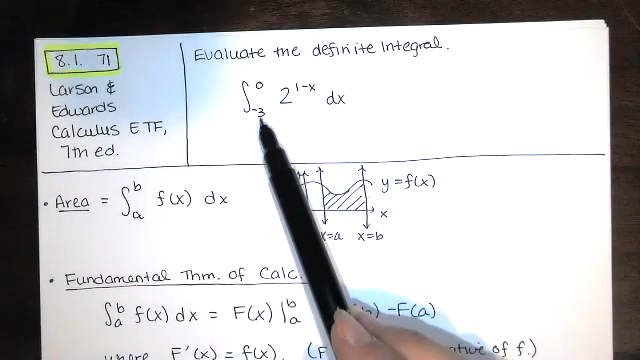 8.1. 71
Larson &
Edwards
Calculus ETF,
7th ed.
Evaluate the definite integral.
∫_{-3}^{0} 2^{1-x} dx
• Area = ∫_a^b f(x) dx
y=f(x)
x
x=a x=b
• Fundamental Thm. of Calc.
∫_a^b f(x) dx = F(x) |_a^b -F(a)
where F'(x) = f(x). (F of f.)